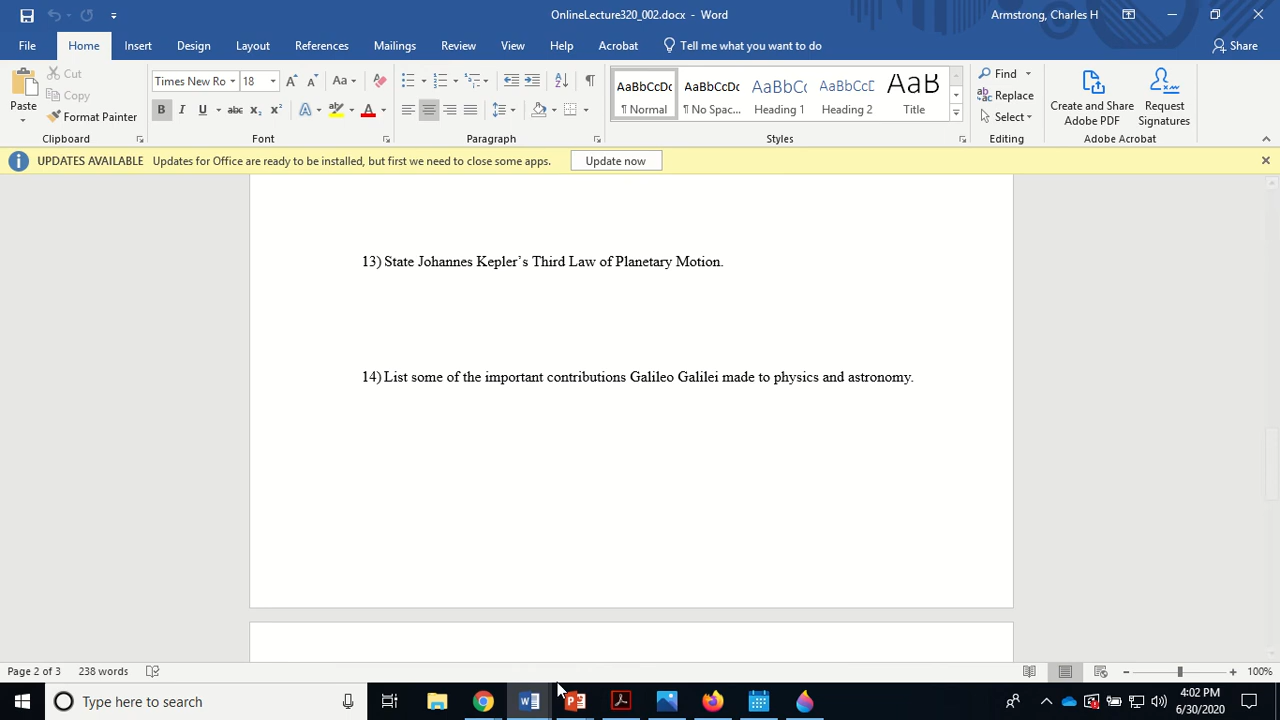 OnlineLecture320_002.docx - Word
Armstrong, Charles H
File Home Insert Design Layout References Mailings Review View Help Acrobat Tell me what you want to do Share
Paste
Cut
Copy
Format Painter
Clipboard
Times New Ro 18
Font
Paragraph
AaBbCcDc AaBbCcDc AaBbCc AaBbCcD AaB
¶ Normal ¶ No Spac... Heading 1 Heading 2 Title
Styles
Find
Replace
Select
Editing
Create and Share Adobe PDF
Request Signatures
Adobe Acrobat
UPDATES AVAILABLE Updates for Office are ready to be installed, but first we need to close some apps. Update now
13) State Johannes Kepler’s Third Law of Planetary Motion.
14) List some of the important contributions Galileo Galilei made to physics and astronomy.
Page 2 of 3 238 words 100%
Type here to search
4:02 PM
6/30/2020